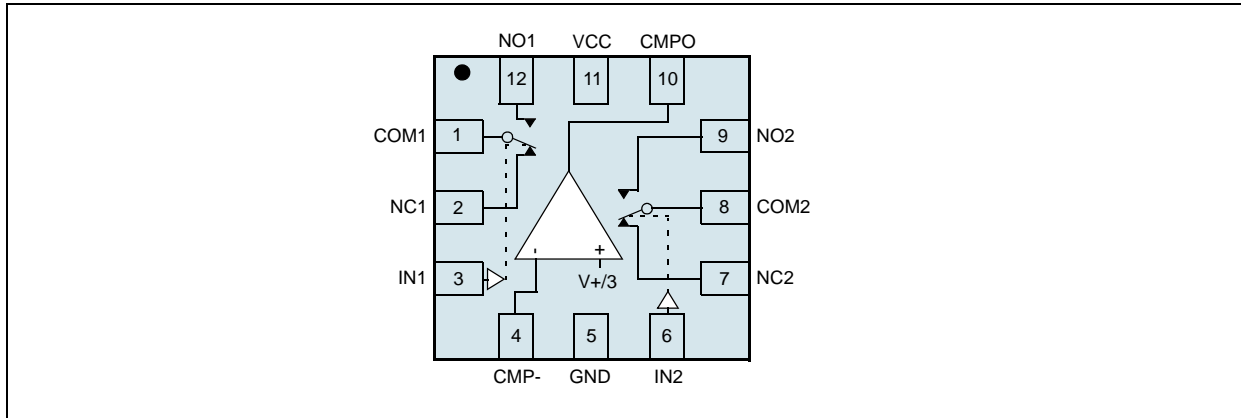 NO1 VCC CMPO
12 11 10
COM1 1 9 NO2
NC1 2 8 COM2
- +
IN1 3 V+/3 7 NC2
4 5 6
CMP- GND IN2